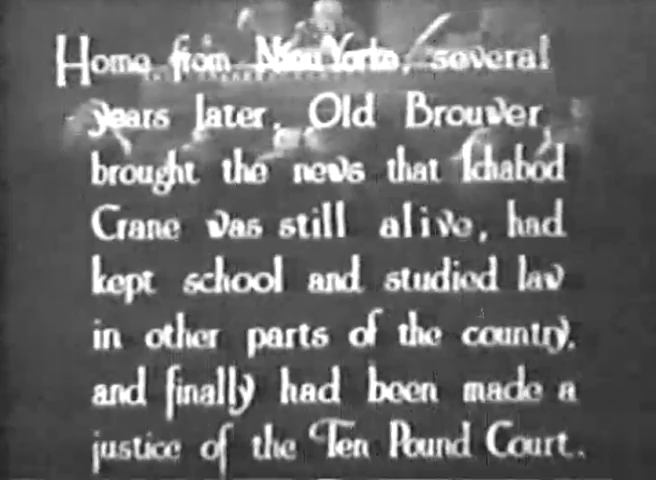 Home from New Yorke, several
years later, Old Brouwer
brought the news that Ichabod
Crane was still alive, had
kept school and studied law
in other parts of the country,
and finally had been made a
justice of the Ten Pound Court.